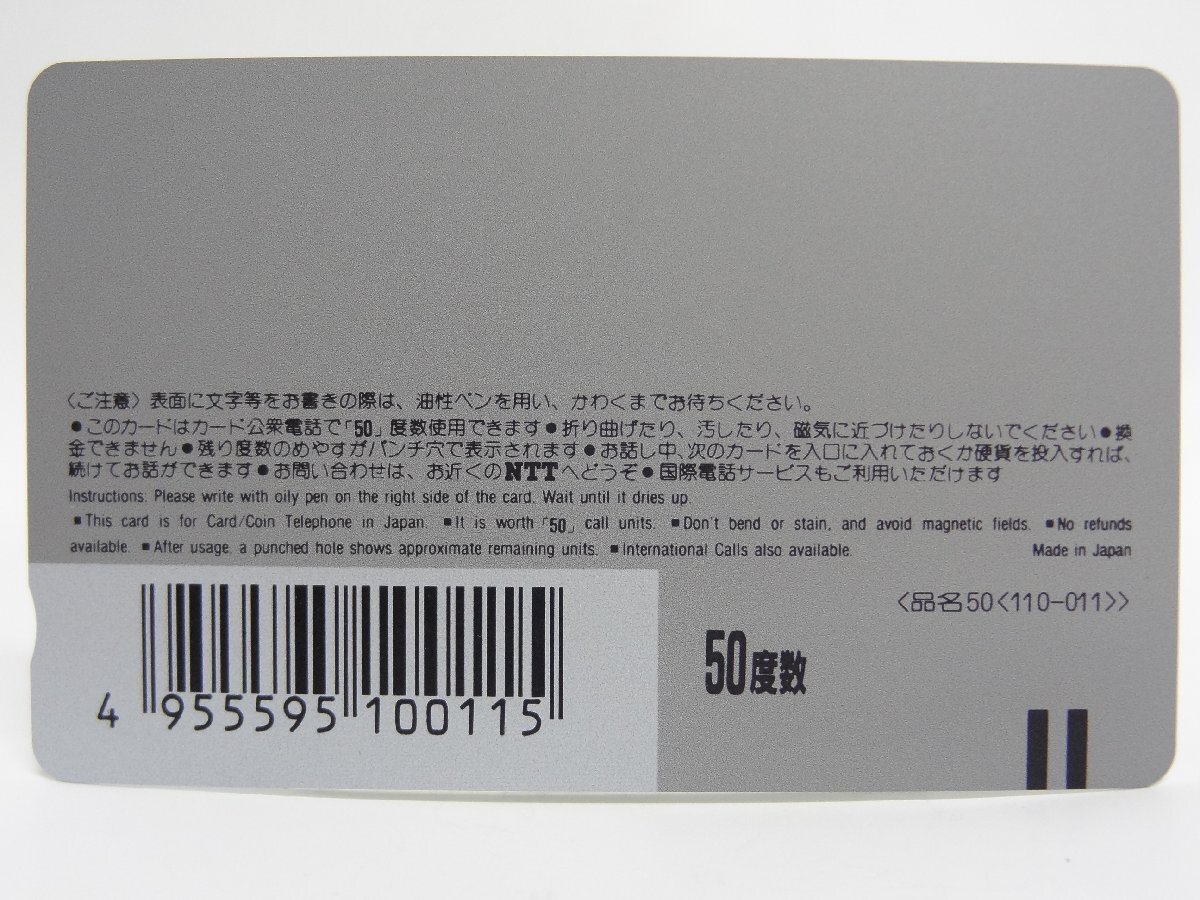 〈ご注意〉表面に文字等をお書きの際は、油性ペンを用い、かわくまでお待ちください。
●このカードはカード公衆電話で「50」度数使用できます●折り曲げたり、汚したり、磁気に近づけたりしないでください●換
金できません●残り度数のめやすがパンチ穴で表示されます●お話し中、次のカードを入口に入れておくか硬貨を投入すれば、
続けてお話ができます●お問い合わせは、お近くのNTTへどうぞ●国際電話サービスもご利用いただけます
Instructions: Please write with oily pen on the right side of the card. Wait until it dries up.
■This card is for Card/Coin Telephone in Japan. ■It is worth「50」call units. ■Don't bend or stain, and avoid magnetic fields. ■No refunds
available. ■After usage, a punched hole shows approximate remaining units. ■International Calls also available. Made in Japan
〈品名50〈110-011〉〉
50度数
4 955595 100115